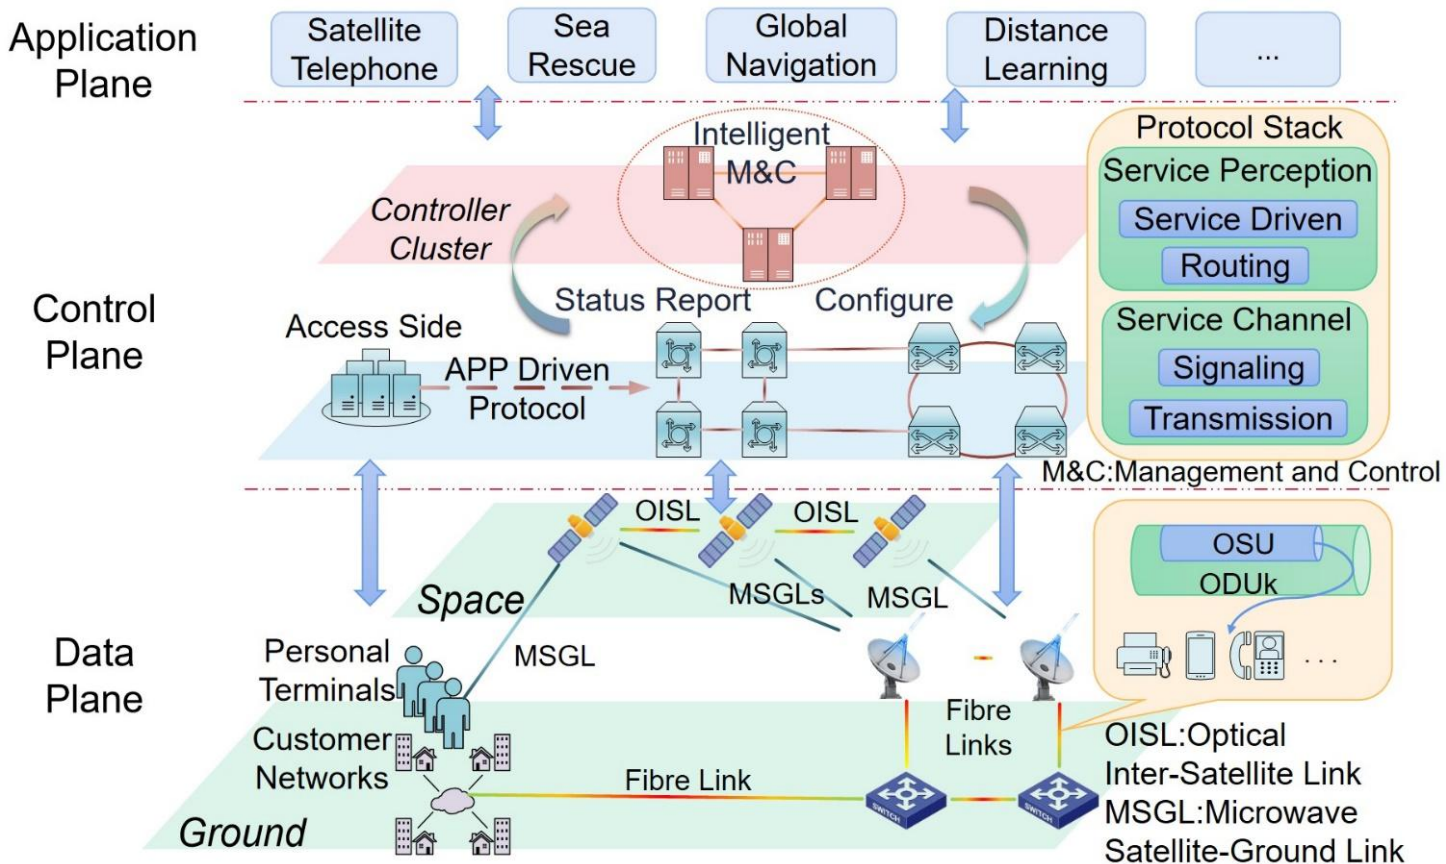 Application
Plane
Satellite
Telephone
Sea
Rescue
Global
Navigation
Distance
Learning
...
Control
Plane
Controller
Cluster
Intelligent
M&C
Status Report
Configure
Access Side
APP Driven
Protocol
Protocol Stack
Service Perception
Service Driven
Routing
Service Channel
Signaling
Transmission
M&C:Management and Control
Data
Plane
Space
OISL
OISL
MSGLs
MSGL
MSGL
Personal
Terminals
Customer
Networks
Fibre Link
Fibre
Links
SWITCH
SWITCH
Ground
OSU
ODUk
...
OISL:Optical
Inter-Satellite Link
MSGL:Microwave
Satellite-Ground Link